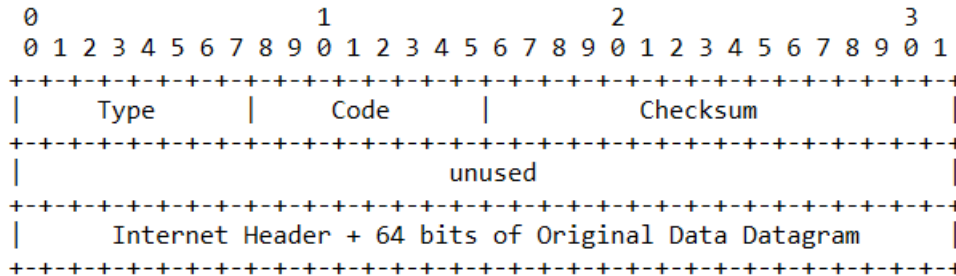 0                   1                   2                   3
0 1 2 3 4 5 6 7 8 9 0 1 2 3 4 5 6 7 8 9 0 1 2 3 4 5 6 7 8 9 0 1
+-+-+-+-+-+-+-+-+-+-+-+-+-+-+-+-+-+-+-+-+-+-+-+-+-+-+-+-+-+-+-+-+
|     Type      |     Code      |          Checksum             |
+-+-+-+-+-+-+-+-+-+-+-+-+-+-+-+-+-+-+-+-+-+-+-+-+-+-+-+-+-+-+-+-+
|                             unused                            |
+-+-+-+-+-+-+-+-+-+-+-+-+-+-+-+-+-+-+-+-+-+-+-+-+-+-+-+-+-+-+-+-+
|      Internet Header + 64 bits of Original Data Datagram      |
+-+-+-+-+-+-+-+-+-+-+-+-+-+-+-+-+-+-+-+-+-+-+-+-+-+-+-+-+-+-+-+-+